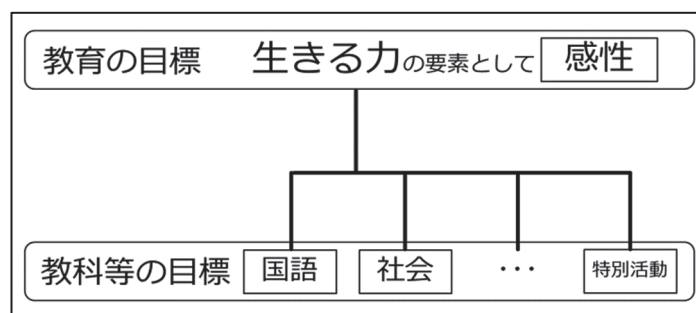 教育の目標 生きる力の要素として 感性
教科等の目標 国語 社会 ・・・ 特別活動